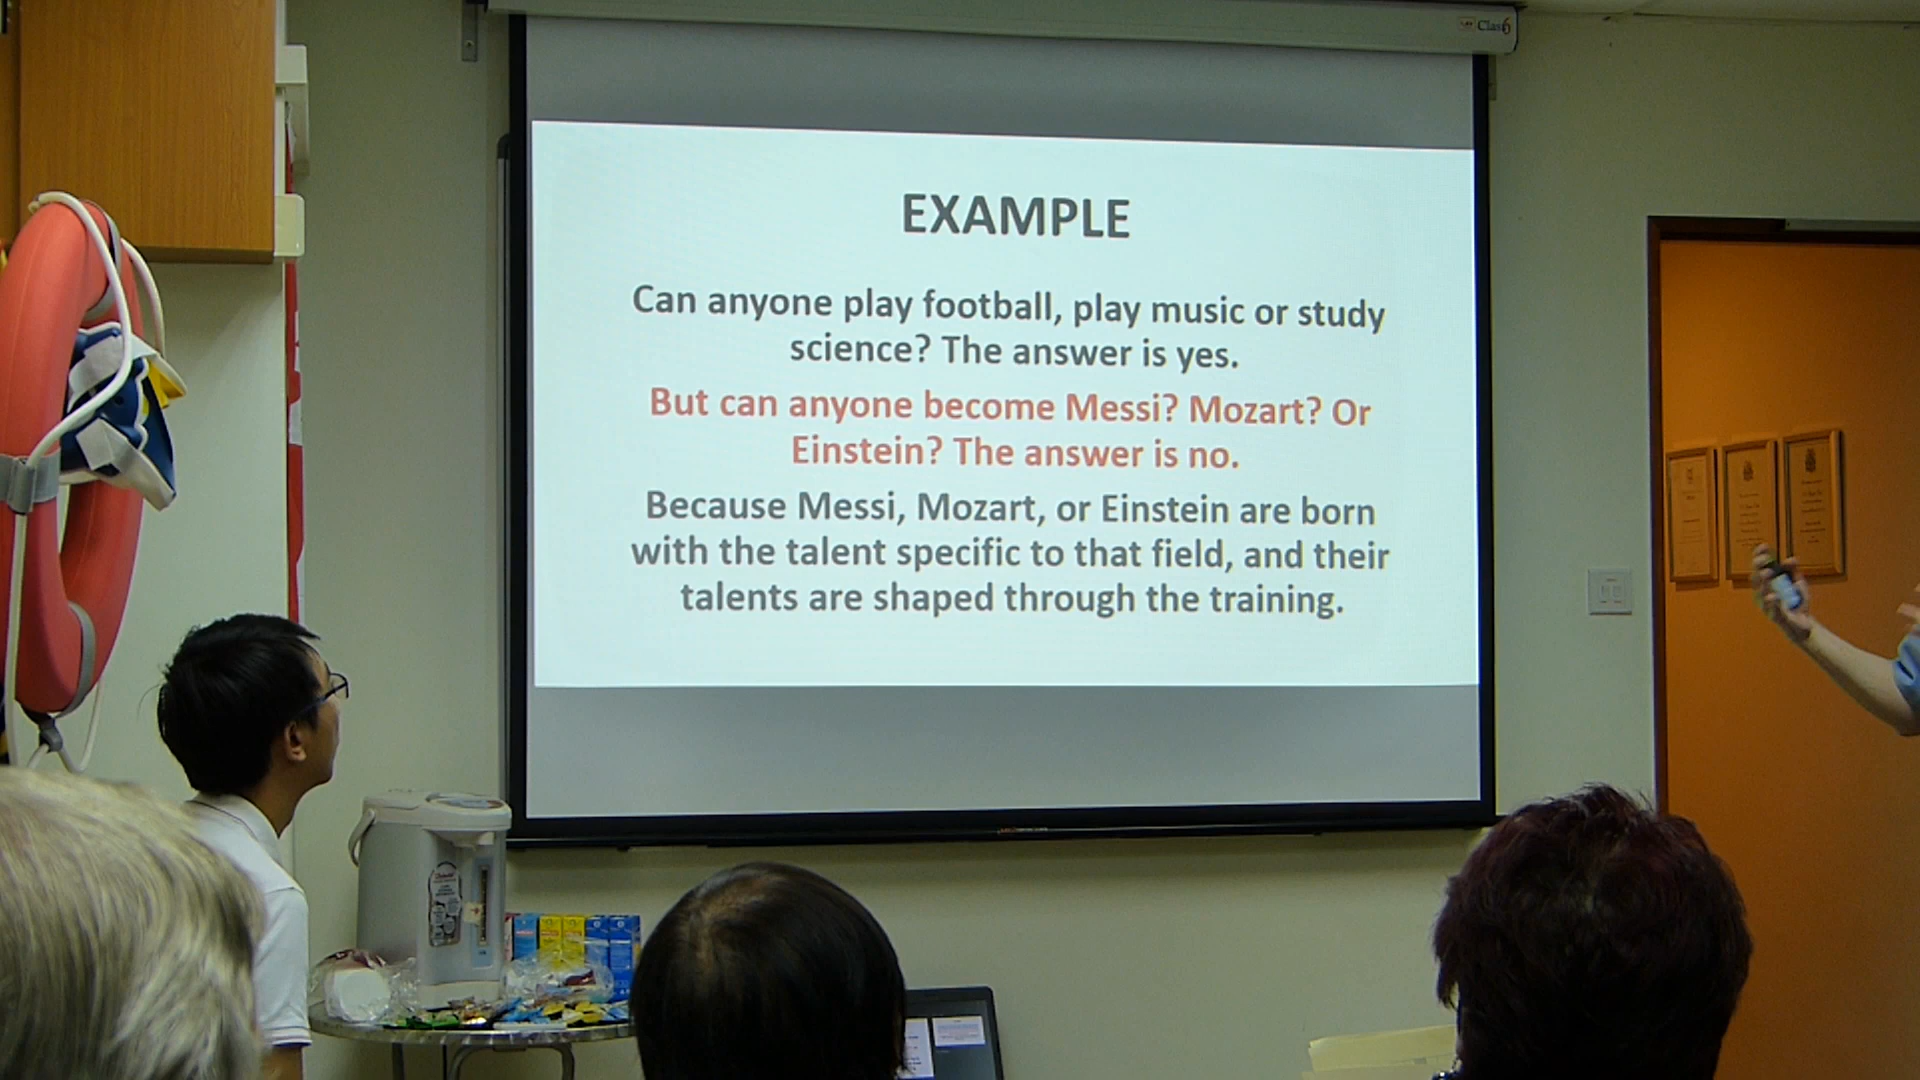 Class6
EXAMPLE
Can anyone play football, play music or study
science? The answer is yes.
But can anyone become Messi? Mozart? Or
Einstein? The answer is no.
Because Messi, Mozart, or Einstein are born
with the talent specific to that field, and their
talents are shaped through the training.